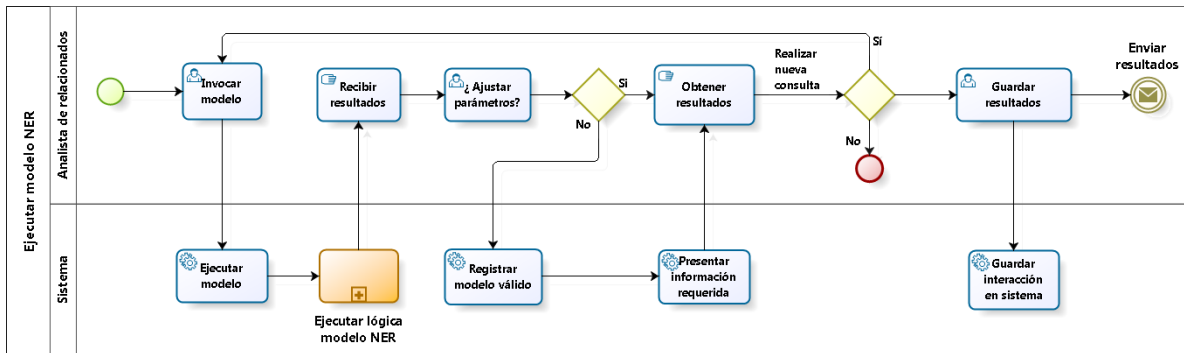 Ejecutar modelo NER
Analista de relacionados
Invocar
modelo
Recibir
resultados
¿ Ajustar
parámetros?
Si
No
Obtener
resultados
Realizar
nueva
consulta
Sí
No
Guardar
resultados
Enviar
resultados
Sistema
Ejecutar
modelo
Ejecutar lógica
modelo NER
Registrar
modelo válido
Presentar
información
requerida
Guardar
interacción
en sistema